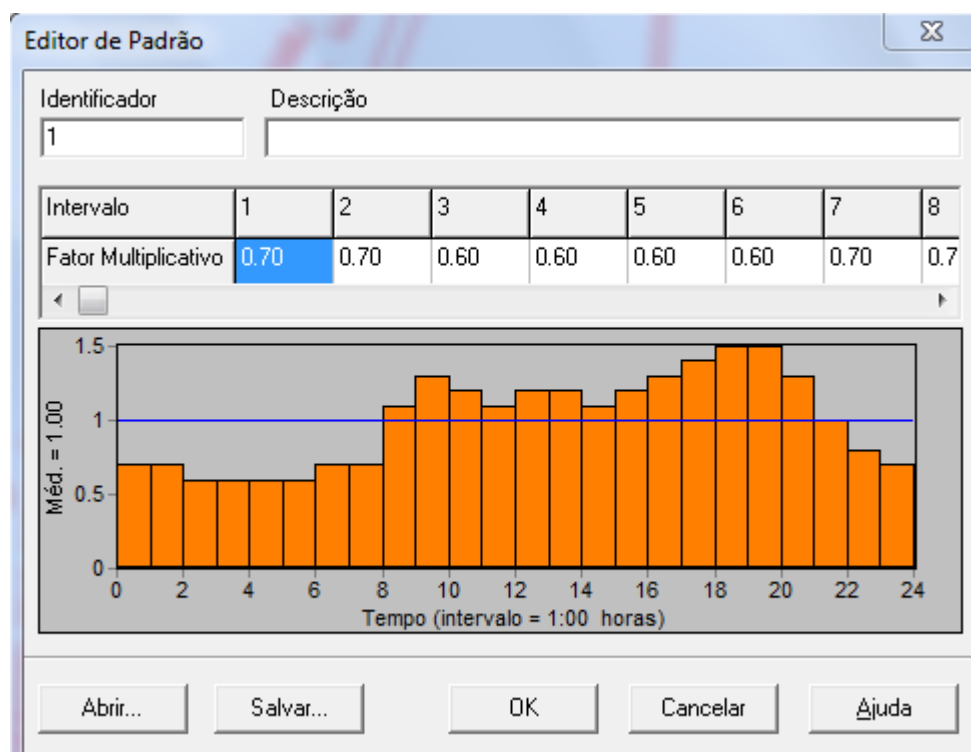 Editor de Padrão
Identificador Descrição
1
Intervalo 1 2 3 4 5 6 7 8
Fator Multiplicativo 0.70 0.70 0.60 0.60 0.60 0.60 0.70 0.7
1.5
1
0.5
0
Méd. = 1.00
0 2 4 6 8 10 12 14 16 18 20 22 24
Tempo (intervalo = 1:00 horas)
Abrir... Salvar... OK Cancelar Ajuda